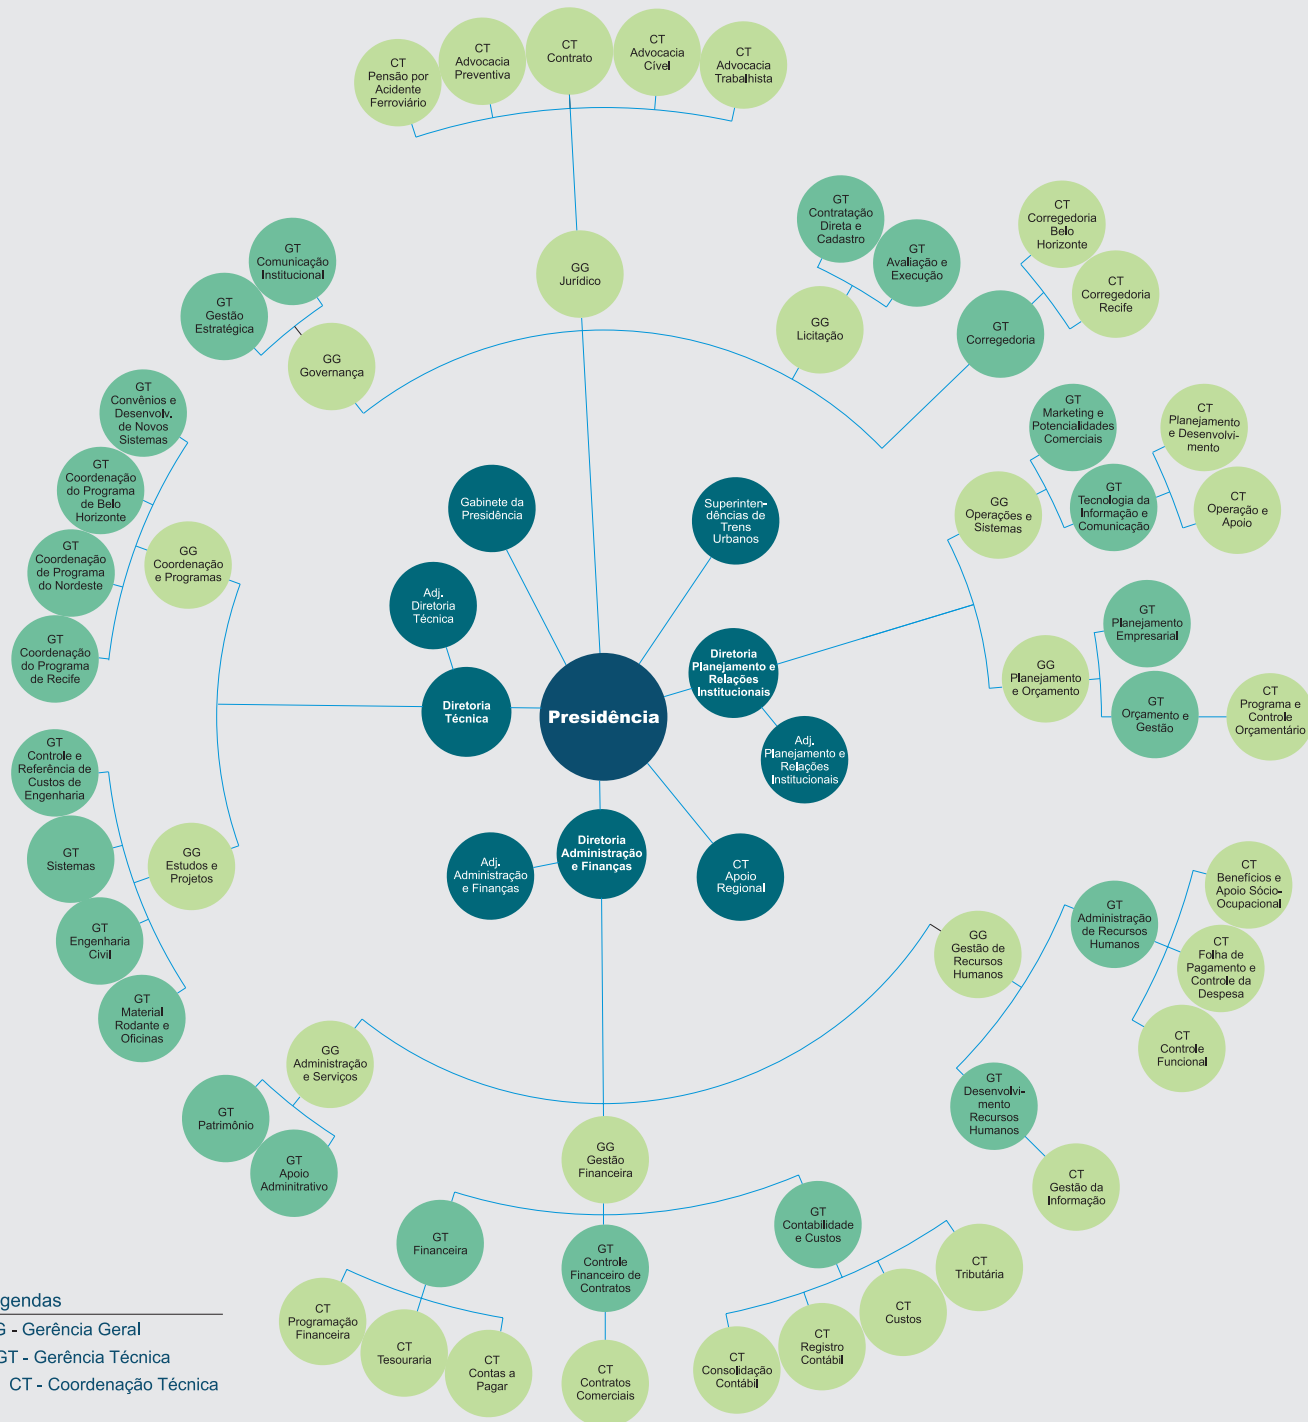 CT
Pensão por
Acidente
Ferroviário
CT
Advocacia
Preventiva
CT
Contrato
CT
Advocacia
Cível
CT
Advocacia
Trabalhista
GG
Jurídico
GT
Contratação
Direta e
Cadastro
GT
Avaliação e
Execução
GG
Licitação
CT
Corregedoria
Belo
Horizonte
CT
Corregedoria
Recife
GT
Corregedoria
GT
Comunicação
Institucional
GT
Gestão
Estratégica
GG
Governança
GT
Convênios e
Desenvolv.
de Novos
Sistemas
GT
Coordenação
do Programa
de Belo
Horizonte
GT
Coordenação
de Programa
do Nordeste
GT
Coordenação
do Programa
de Recife
GG
Coordenação
e Programas
Gabinete da
Presidência
Superinten-
dências de
Trens
Urbanos
Adj.
Diretoria
Técnica
Diretoria
Técnica
Presidência
Diretoria
Planejamento e
Relações
Institucionais
Adj.
Planejamento e
Relações
Institucionais
GT
Marketing e
Potencialidades
Comerciais
GG
Operações e
Sistemas
GT
Tecnologia da
Informação e
Comunicação
CT
Planejamento
e Desenvolvi-
mento
CT
Operação e
Apoio
GT
Planejamento
Empresarial
GG
Planejamento
e Orçamento
GT
Orçamento e
Gestão
CT
Programa e
Controle
Orçamentário
GT
Controle e
Referência de
Custos de
Engenharia
GT
Sistemas
GT
Engenharia
Civil
GT
Material
Rodante e
Oficinas
GG
Estudos e
Projetos
Adj.
Administração
e Finanças
Diretoria
Administração
e Finanças
CT
Apoio
Regional
GG
Gestão de
Recursos
Humanos
GT
Administração
de Recursos
Humanos
CT
Benefícios e
Apoio Sócio-
Ocupacional
CT
Folha de
Pagamento e
Controle da
Despesa
CT
Controle
Funcional
GT
Desenvolvi-
mento
Recursos
Humanos
CT
Gestão da
Informação
GG
Administração
e Serviços
GT
Patrimônio
GT
Apoio
Adminitrativo
GG
Gestão
Financeira
GT
Financeira
GT
Controle
Financeiro de
Contratos
GT
Contabilidade
e Custos
CT
Programação
Financeira
CT
Tesouraria
CT
Contas a
Pagar
CT
Contratos
Comerciais
CT
Consolidação
Contábil
CT
Registro
Contábil
CT
Custos
CT
Tributária
gendas
G - Gerência Geral
GT - Gerência Técnica
CT - Coordenação Técnica